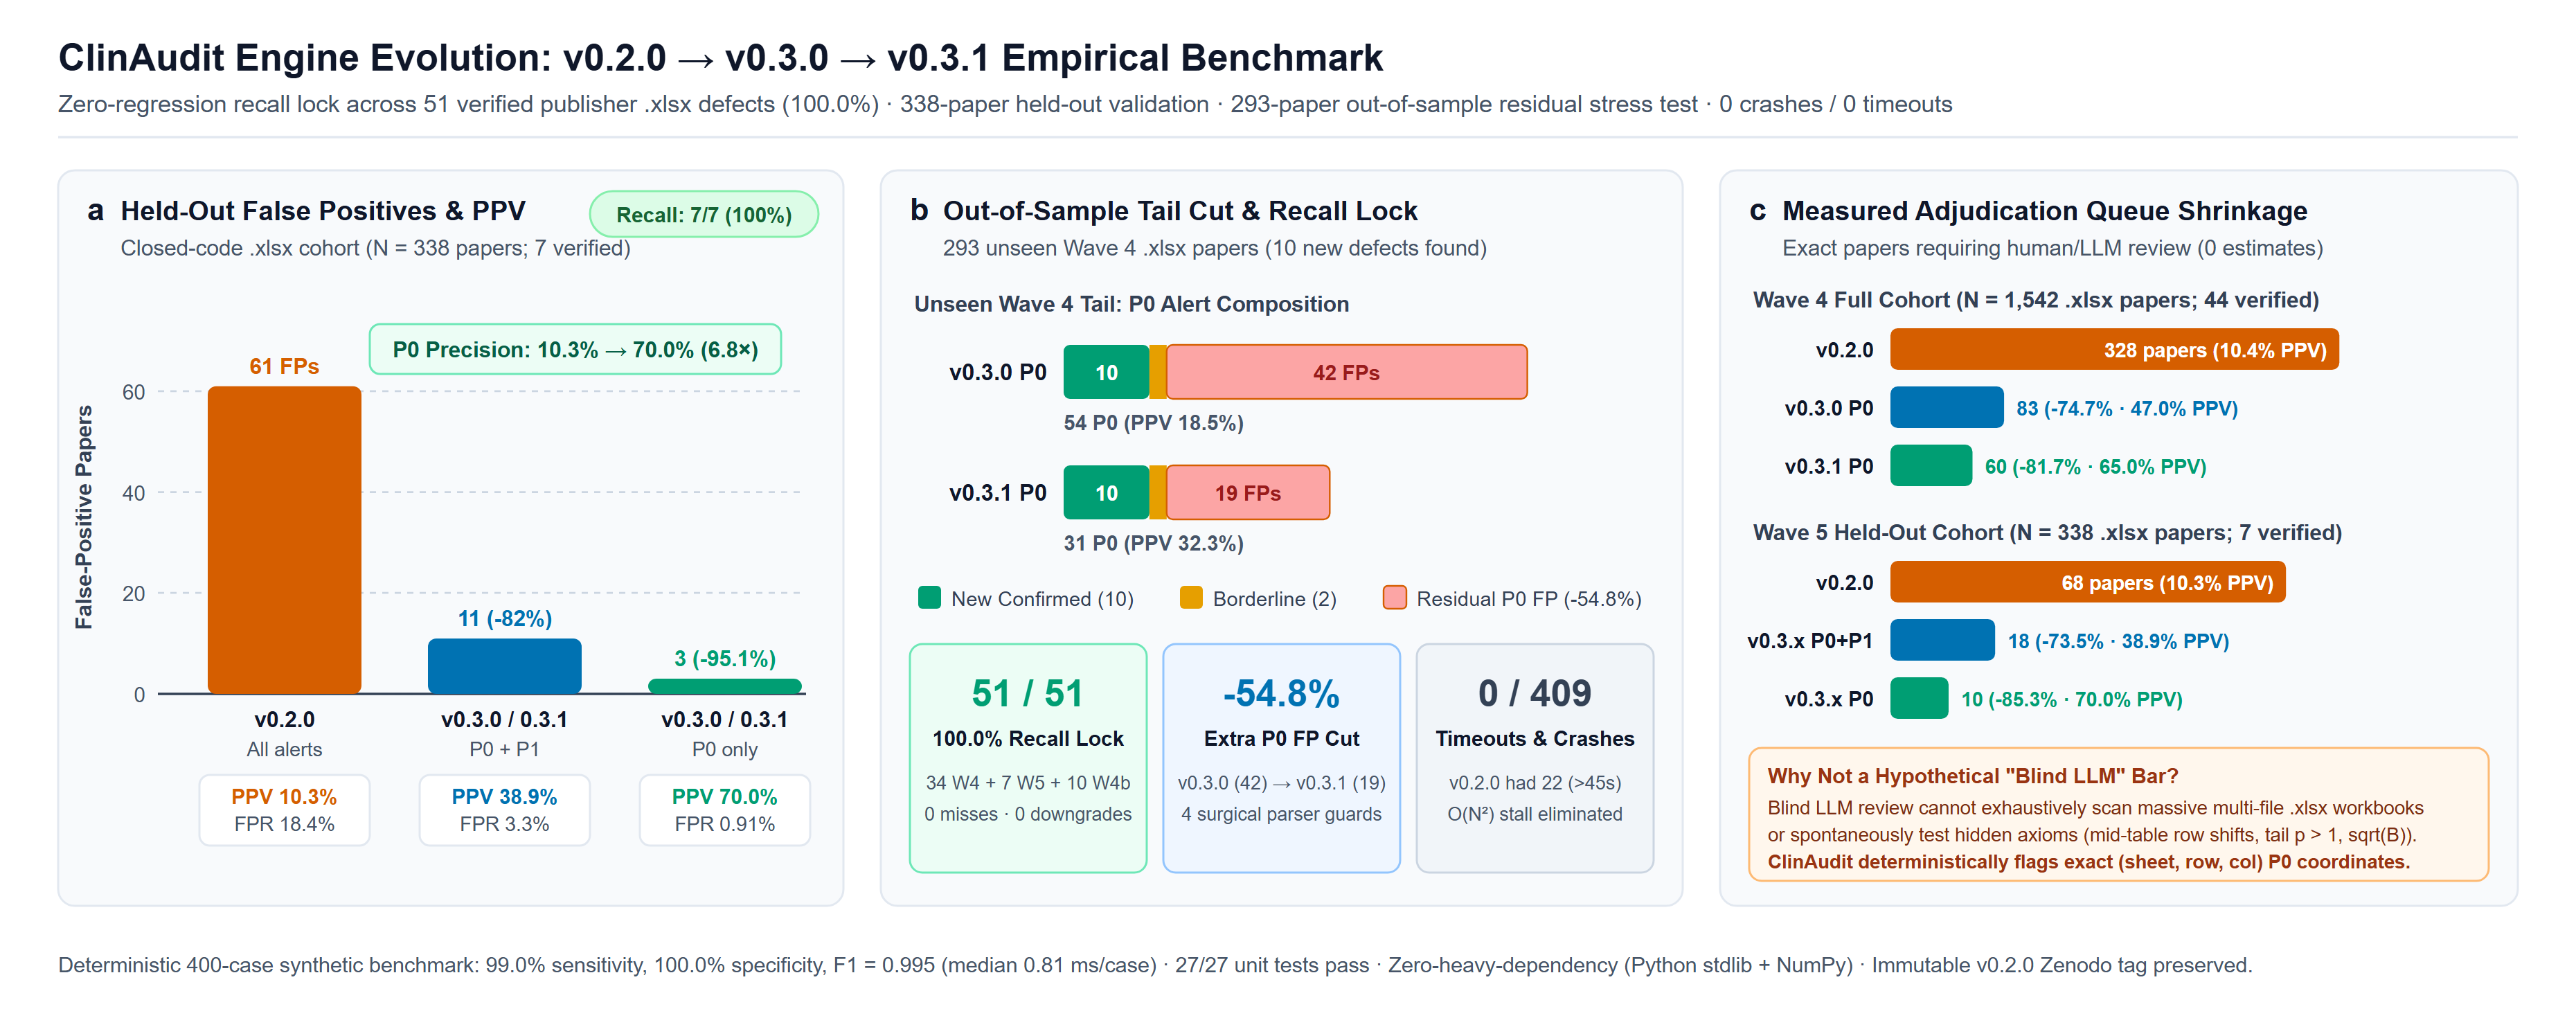 ClinAudit Engine Evolution: v0.2.0 → v0.3.0 → v0.3.1 Empirical Benchmark
Zero-regression recall lock across 51 verified publisher .xlsx defects (100.0%) · 338-paper held-out validation · 293-paper out-of-sample residual stress test · 0 crashes / 0 timeouts
a Held-Out False Positives & PPV
Recall: 7/7 (100%)
Closed-code .xlsx cohort (N = 338 papers; 7 verified)
P0 Precision: 10.3% → 70.0% (6.8×)
False-Positive Papers
60
40
20
0
61 FPs
11 (-82%)
3 (-95.1%)
v0.2.0
All alerts
PPV 10.3%
FPR 18.4%
v0.3.0 / 0.3.1
P0 + P1
PPV 38.9%
FPR 3.3%
v0.3.0 / 0.3.1
P0 only
PPV 70.0%
FPR 0.91%
b Out-of-Sample Tail Cut & Recall Lock
293 unseen Wave 4 .xlsx papers (10 new defects found)
Unseen Wave 4 Tail: P0 Alert Composition
v0.3.0 P0 10 42 FPs
54 P0 (PPV 18.5%)
v0.3.1 P0 10 19 FPs
31 P0 (PPV 32.3%)
New Confirmed (10) Borderline (2) Residual P0 FP (-54.8%)
51 / 51
100.0% Recall Lock
34 W4 + 7 W5 + 10 W4b
0 misses · 0 downgrades
-54.8%
Extra P0 FP Cut
v0.3.0 (42) → v0.3.1 (19)
4 surgical parser guards
0 / 409
Timeouts & Crashes
v0.2.0 had 22 (>45s)
O(N²) stall eliminated
c Measured Adjudication Queue Shrinkage
Exact papers requiring human/LLM review (0 estimates)
Wave 4 Full Cohort (N = 1,542 .xlsx papers; 44 verified)
v0.2.0 328 papers (10.4% PPV)
v0.3.0 P0 83 (-74.7% · 47.0% PPV)
v0.3.1 P0 60 (-81.7% · 65.0% PPV)
Wave 5 Held-Out Cohort (N = 338 .xlsx papers; 7 verified)
v0.2.0 68 papers (10.3% PPV)
v0.3.x P0+P1 18 (-73.5% · 38.9% PPV)
v0.3.x P0 10 (-85.3% · 70.0% PPV)
Why Not a Hypothetical "Blind LLM" Bar?
Blind LLM review cannot exhaustively scan massive multi-file .xlsx workbooks
or spontaneously test hidden axioms (mid-table row shifts, tail p > 1, sqrt(B)).
ClinAudit deterministically flags exact (sheet, row, col) P0 coordinates.
Deterministic 400-case synthetic benchmark: 99.0% sensitivity, 100.0% specificity, F1 = 0.995 (median 0.81 ms/case) · 27/27 unit tests pass · Zero-heavy-dependency (Python stdlib + NumPy) · Immutable v0.2.0 Zenodo tag preserved.